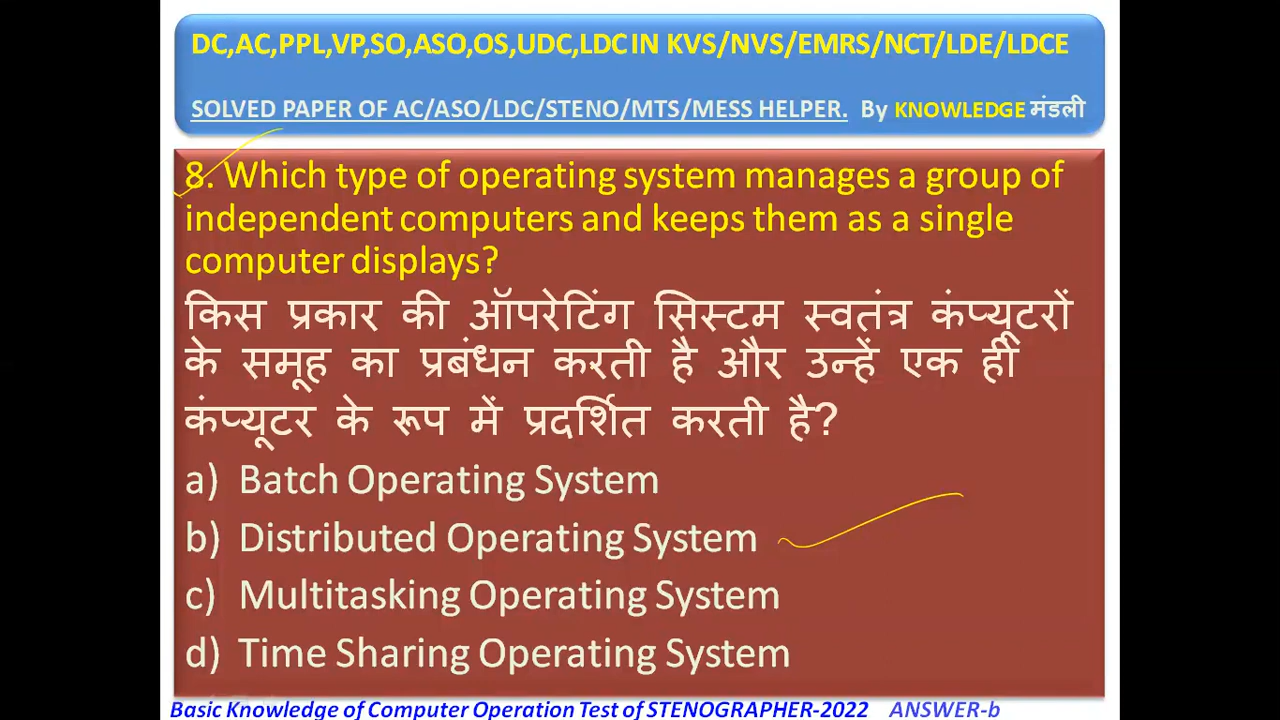 DC,AC,PPL,VP,SO,ASO,OS,UDC,LDC IN KVS/NVS/EMRS/NCT/LDE/LDCE
SOLVED PAPER OF AC/ASO/LDC/STENO/MTS/MESS HELPER. By KNOWLEDGE मंडली
8. Which type of operating system manages a group of
independent computers and keeps them as a single
computer displays?
किस प्रकार की ऑपरेटिंग सिस्टम स्वतंत्र कंप्यूटरों
के समूह का प्रबंधन करती है और उन्हें एक ही
कंप्यूटर के रूप में प्रदर्शित करती है?
a) Batch Operating System
b) Distributed Operating System
c) Multitasking Operating System
d) Time Sharing Operating System
Basic Knowledge of Computer Operation Test of STENOGRAPHER-2022 ANSWER-b